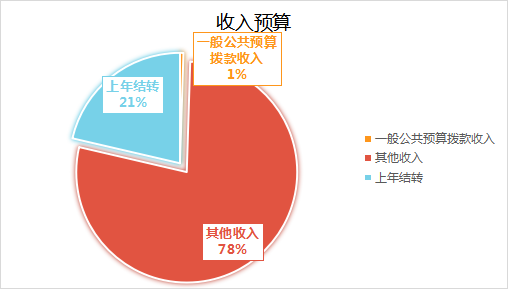 收入预算
一般公共预算
拨款收入
1%
上年结转
21%
其他收入
78%
一般公共预算拨款收入
其他收入
上年结转